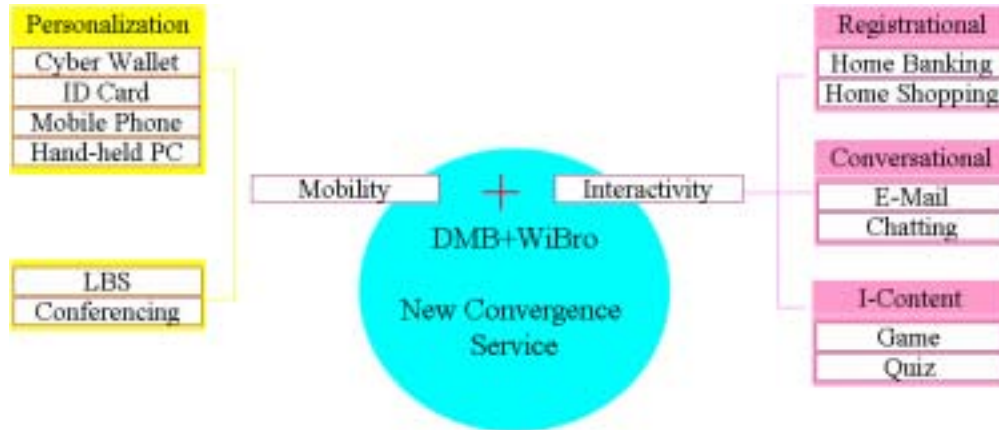 Personalization
Cyber Wallet
ID Card
Mobile Phone
Hand-held PC
LBS
Conferencing
Mobility
+
Interactivity
DMB+WiBro
New Convergence
Service
Registrational
Home Banking
Home Shopping
Conversational
E-Mail
Chatting
I-Content
Game
Quiz